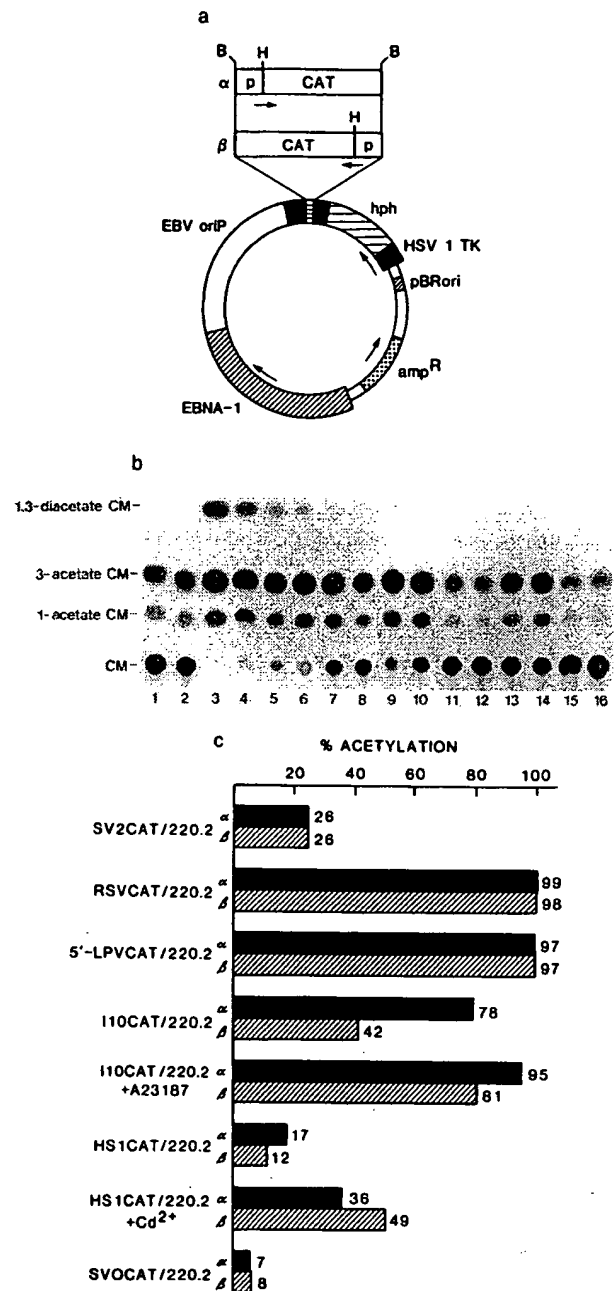 a
B H B
α p CAT
H
β CAT p
EBV oriP
hph
HSV 1 TK
pBRori
ampR
EBNA-1
b
1,3-diacetate CM-
3-acetate CM-
1-acetate CM-
CM-
1 2 3 4 5 6 7 8 9 10 11 12 13 14 15 16
c
% ACETYLATION
20 40 60 80 100
SV2CAT/220.2 α 26
β 26
RSVCAT/220.2 α 99
β 98
5'-LPVCAT/220.2 α 97
β 97
I10CAT/220.2 α 78
β 42
I10CAT/220.2 +A23187 α 95
β 81
HS1CAT/220.2 α 17
β 12
HS1CAT/220.2 +Cd2+ α 36
β 49
SVOCAT/220.2 α 7
β 8